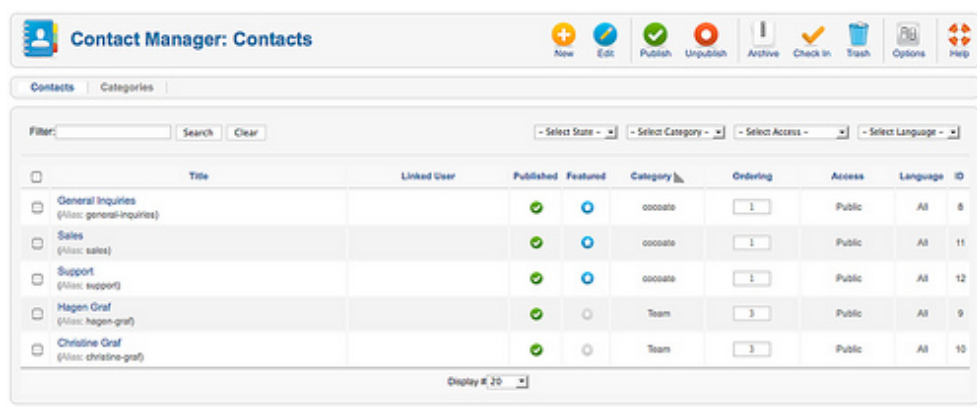 Contact Manager: Contacts
New Edit Publish Unpublish Archive Check In Trash Options Help
Contacts Categories
Filter: Search Clear - Select State - - Select Category - - Select Access - - Select Language -
Title Linked User Published Featured Category Ordering Access Language ID
General Inquiries cocoate 1 Public All 8
(Alias: general-inquiries)
Sales cocoate 1 Public All 11
(Alias: sales)
Support cocoate 1 Public All 12
(Alias: support)
Hagen Graf Team 3 Public All 9
(Alias: hagen-graf)
Christine Graf Team 3 Public All 10
(Alias: christine-graf)
Display # 20